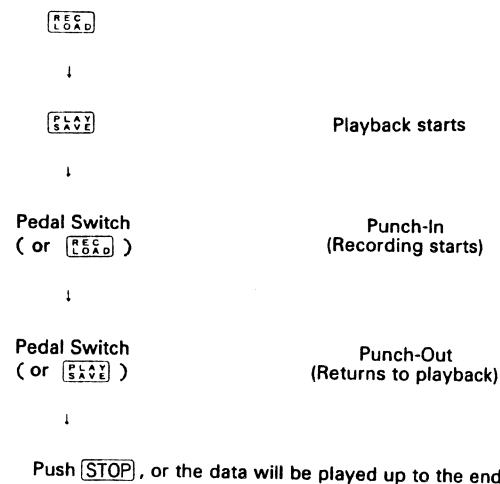 REC
LOAD
↓
PLAY
SAVE
Playback starts
↓
Pedal Switch
Punch-In
( or REC LOAD )
(Recording starts)
↓
Pedal Switch
Punch-Out
( or PLAY SAVE )
(Returns to playback)
↓
Push STOP, or the data will be played up to the end